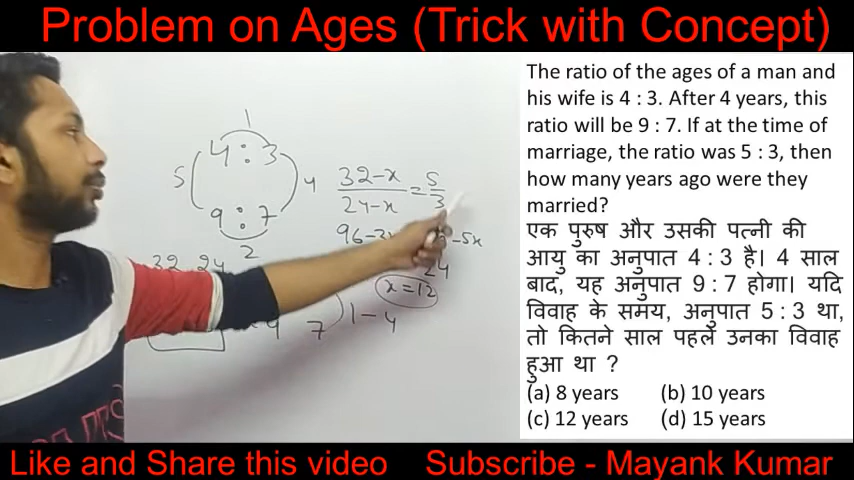 Problem on Ages (Trick with Concept)
1
4 : 3
5
4
9 : 7
2
32 24
9 7 ) 1 – 4
32-x / 24-x = 5 / 3
96-3x -5x
24
x = 12
The ratio of the ages of a man and
his wife is 4 : 3. After 4 years, this
ratio will be 9 : 7. If at the time of
marriage, the ratio was 5 : 3, then
how many years ago were they
married?
एक पुरुष और उसकी पत्नी की
आयु का अनुपात 4 : 3 है। 4 साल
बाद, यह अनुपात 9 : 7 होगा। यदि
विवाह के समय, अनुपात 5 : 3 था,
तो कितने साल पहले उनका विवाह
हुआ था ?
(a) 8 years (b) 10 years
(c) 12 years (d) 15 years
Like and Share this video Subscribe - Mayank Kumar